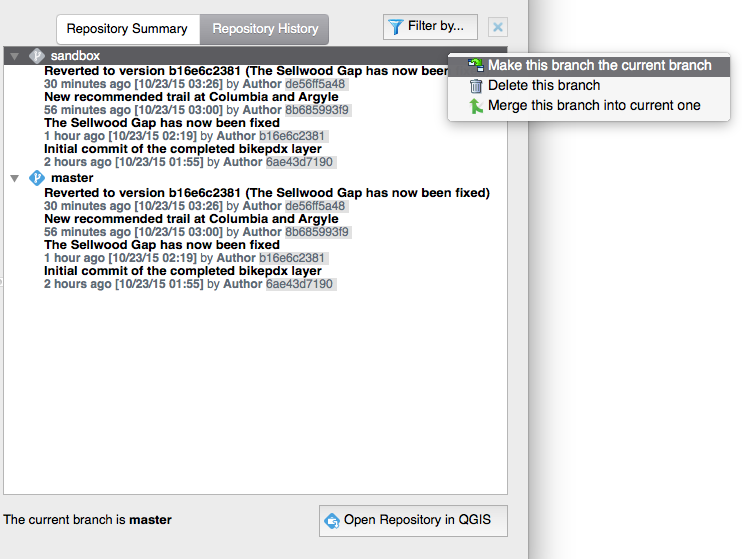 Repository Summary
Repository History
Filter by...
sandbox
Reverted to version b16e6c2381 (The Sellwood Gap has now beer
30 minutes ago [10/23/15 03:26] by Author de56ff5a48
New recommended trail at Columbia and Argyle
56 minutes ago [10/23/15 03:00] by Author 8b685993f9
The Sellwood Gap has now been fixed
1 hour ago [10/23/15 02:19] by Author b16e6c2381
Initial commit of the completed bikepdx layer
2 hours ago [10/23/15 01:55] by Author 6ae43d7190
Make this branch the current branch
Delete this branch
Merge this branch into current one
master
Reverted to version b16e6c2381 (The Sellwood Gap has now been fixed)
30 minutes ago [10/23/15 03:26] by Author de56ff5a48
New recommended trail at Columbia and Argyle
56 minutes ago [10/23/15 03:00] by Author 8b685993f9
The Sellwood Gap has now been fixed
1 hour ago [10/23/15 02:19] by Author b16e6c2381
Initial commit of the completed bikepdx layer
2 hours ago [10/23/15 01:55] by Author 6ae43d7190
The current branch is master
Open Repository in QGIS